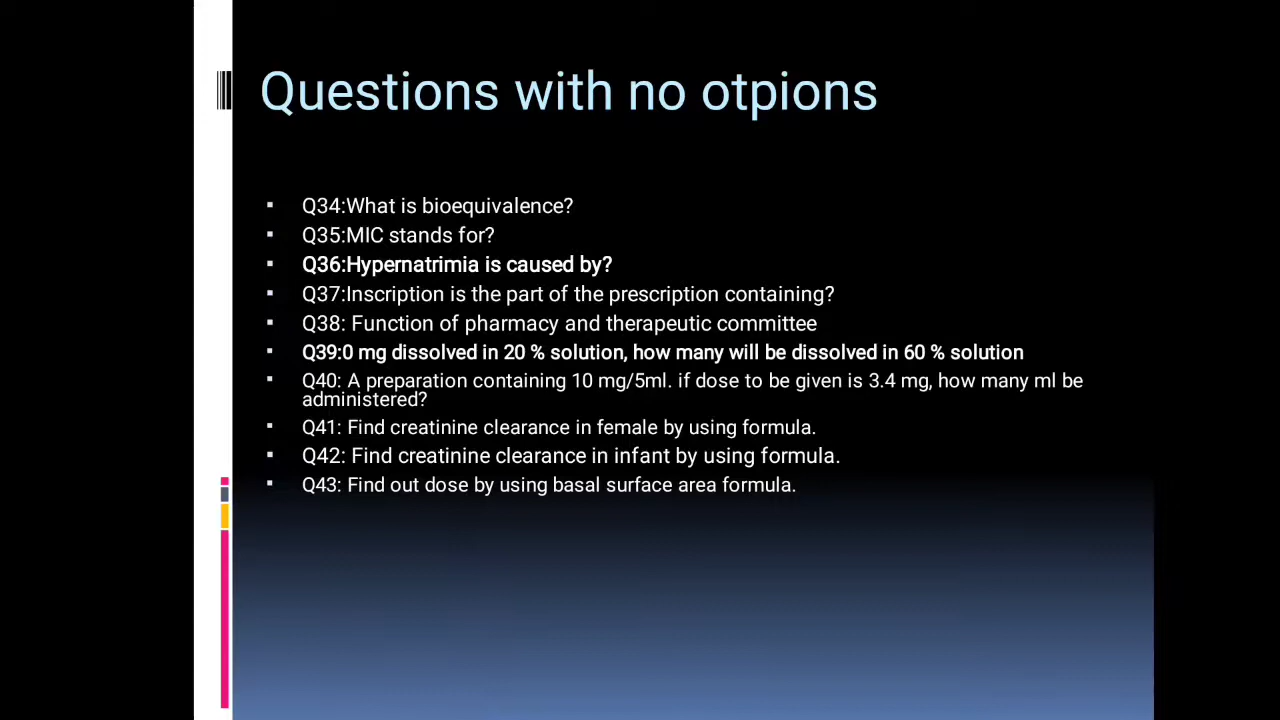 Questions with no otpions
▪ Q34:What is bioequivalence?
▪ Q35:MIC stands for?
▪ Q36:Hypernatrimia is caused by?
▪ Q37:Inscription is the part of the prescription containing?
▪ Q38: Function of pharmacy and therapeutic committee
▪ Q39:0 mg dissolved in 20 % solution, how many will be dissolved in 60 % solution
▪ Q40: A preparation containing 10 mg/5ml. if dose to be given is 3.4 mg, how many ml be
administered?
▪ Q41: Find creatinine clearance in female by using formula.
▪ Q42: Find creatinine clearance in infant by using formula.
▪ Q43: Find out dose by using basal surface area formula.